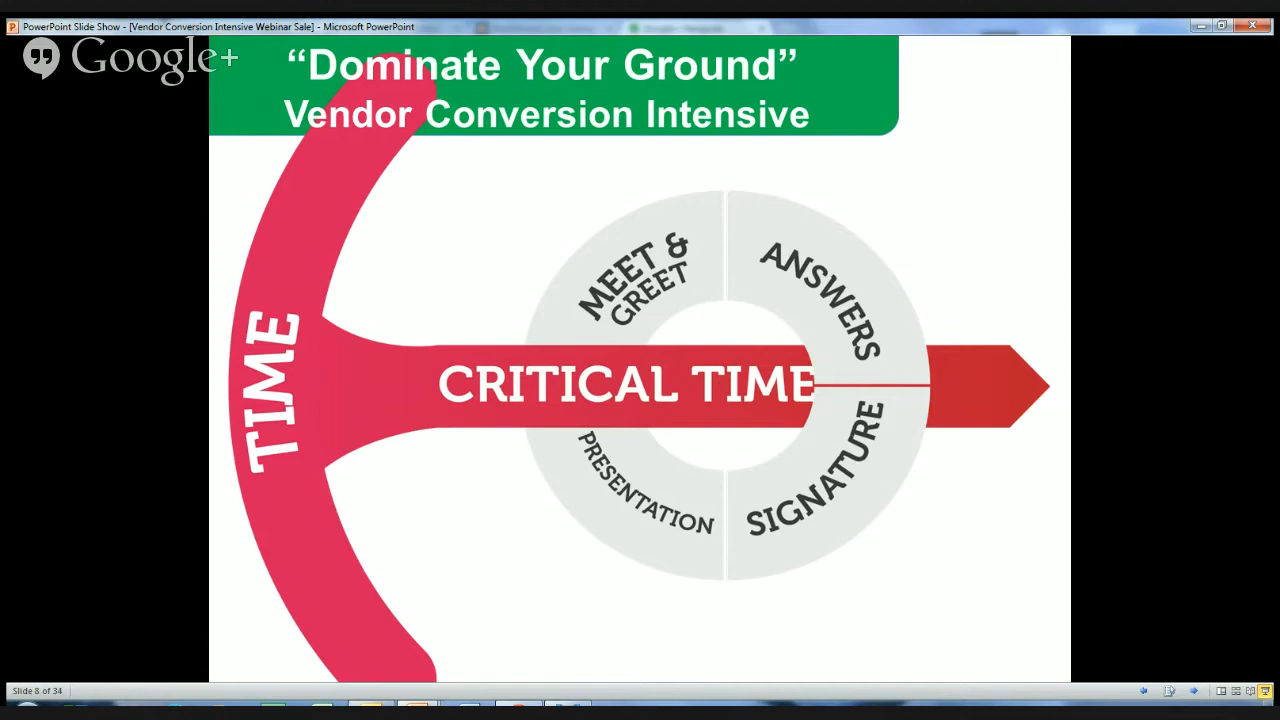 PowerPoint Slide Show - [Vendor Conversion Intensive Webinar Sale] - Microsoft PowerPoint
Google+
“Dominate Your Ground”
Vendor Conversion Intensive
MEET &
GREET
ANSWERS
TIME
CRITICAL TIME
PRESENTATION
SIGNATURE
Slide 8 of 34